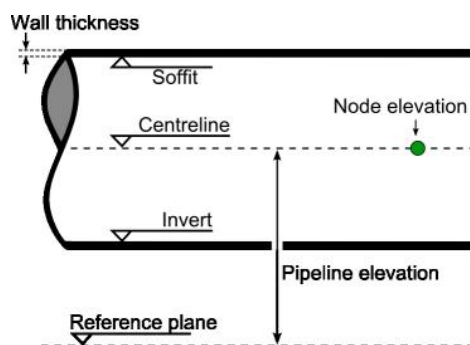 Wall thickness
Soffit
Node elevation
Centreline
Invert
Pipeline elevation
Reference plane